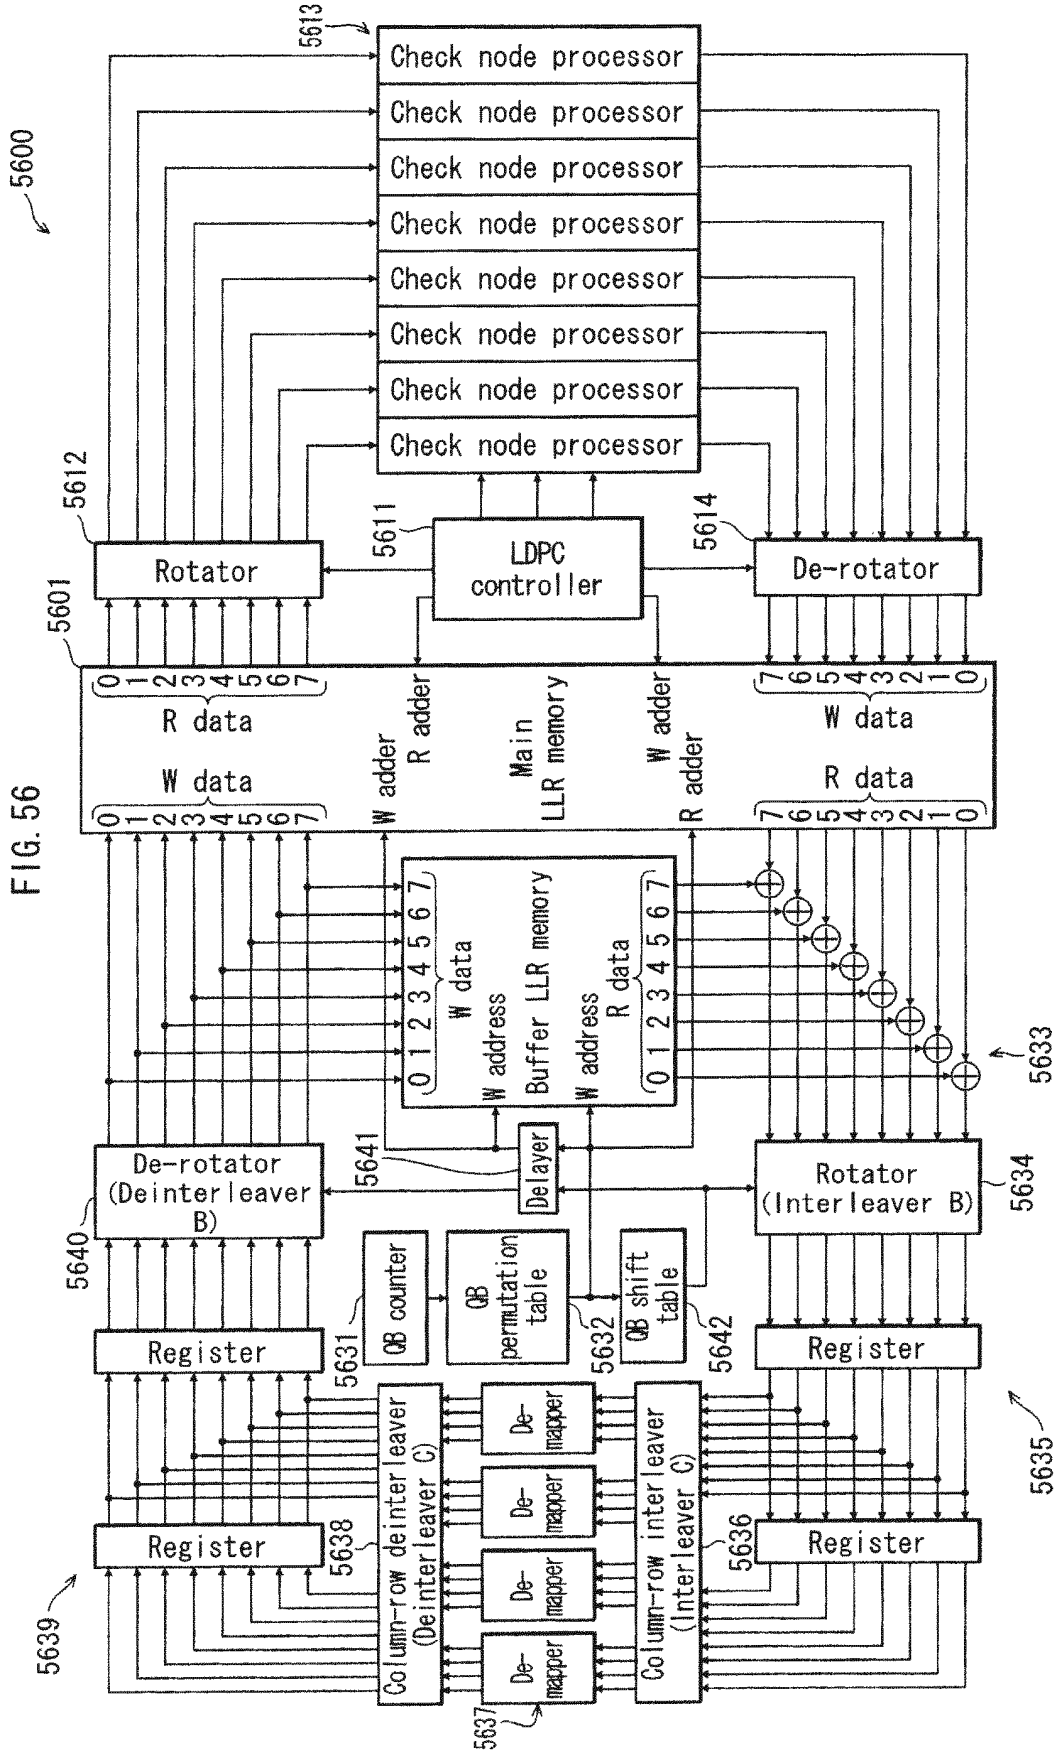 FIG. 56
5600
5601
5612
5613
5611
5614
Rotator
LDPC
controller
De-rotator
Check node processor
Check node processor
Check node processor
Check node processor
Check node processor
Check node processor
Check node processor
Check node processor
0 1 2 3 4 5 6 7
W data
0 1 2 3 4 5 6 7
R data
W adder
R adder
Main
LLR memory
W adder
R adder
7 6 5 4 3 2 1 0
R data
7 6 5 4 3 2 1 0
W data
0 1 2 3 4 5 6 7
W data
W address
Buffer LLR memory
W address
R data
0 1 2 3 4 5 6 7
5633
5640
De-rotator
(Deinterleaver
B)
5641
Delayer
Rotator
(Interleaver B)
5634
5631
QB counter
QB
permutation
table
5632
QB shift
table
5642
Register
Register
5639
5638
Column-row deinterleaver
(Deinterleaver C)
De-
mapper
De-
mapper
De-
mapper
De-
mapper
5637
Column-row interleaver
(Interleaver C)
5636
Register
Register
5635